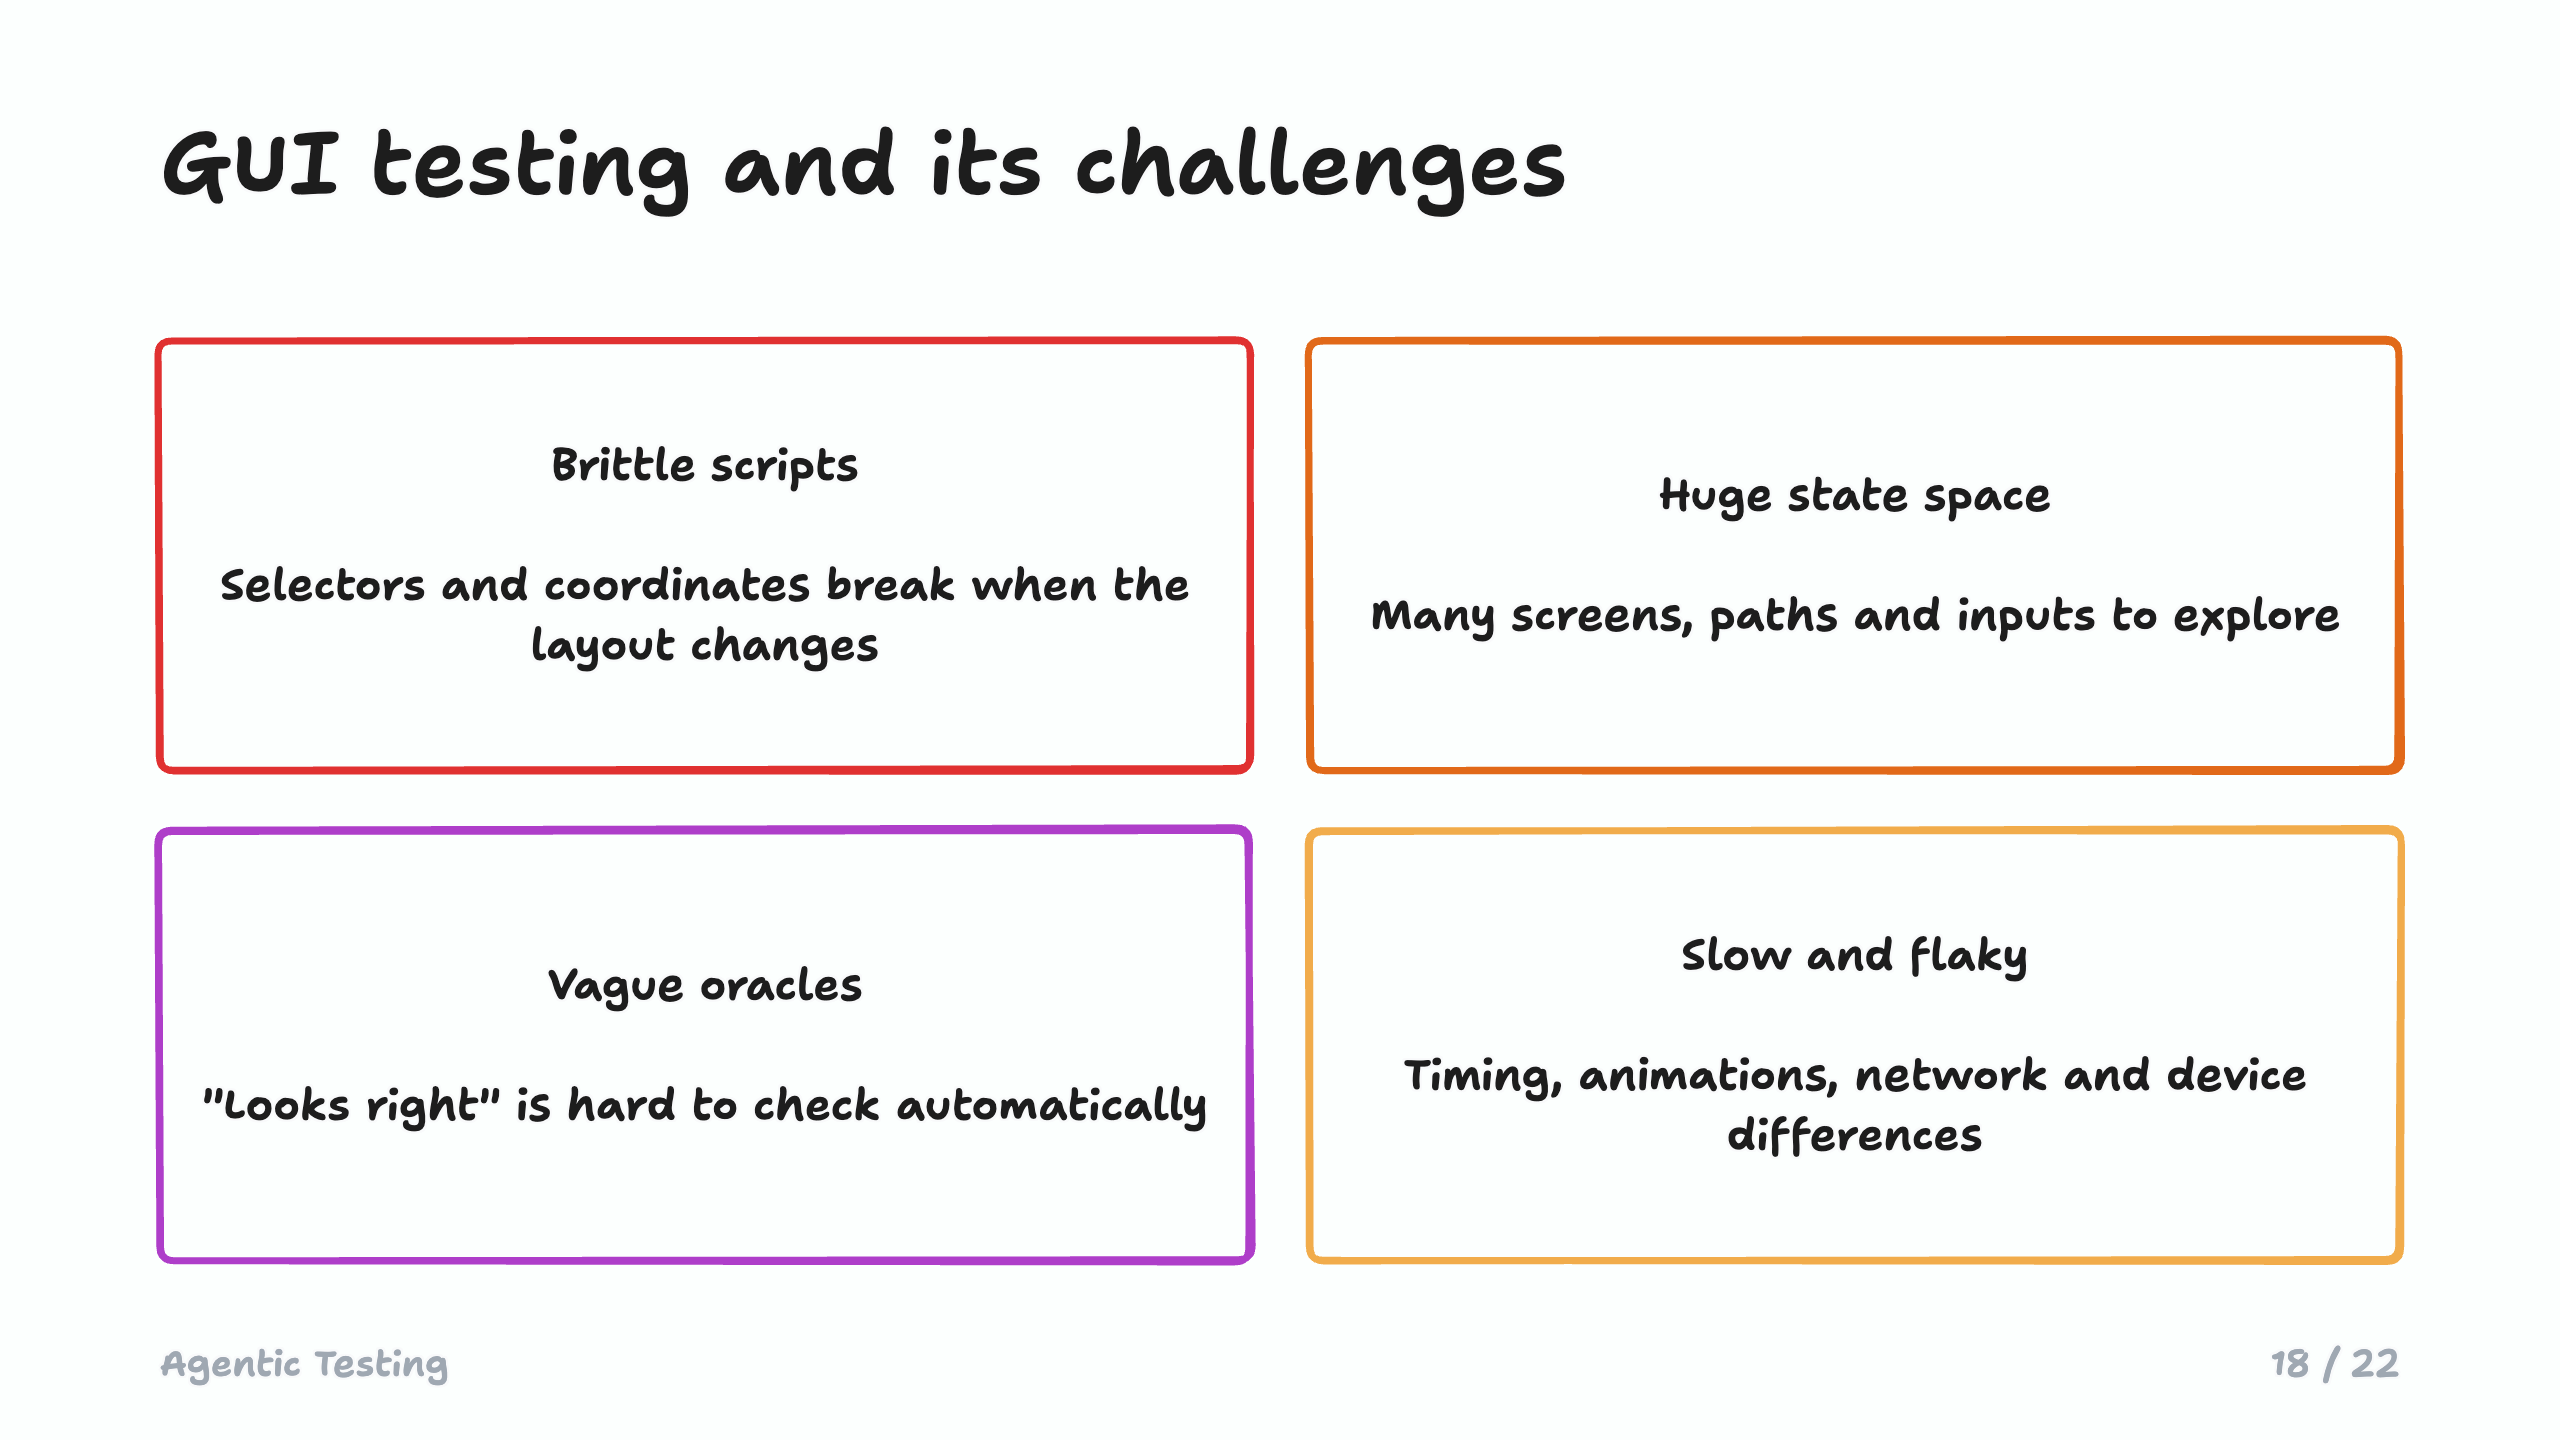 GUI testing and its challenges
Brittle scripts
Selectors and coordinates break when the
layout changes
Huge state space
Many screens, paths and inputs to explore
Vague oracles
"Looks right" is hard to check automatically
Slow and flaky
Timing, animations, network and device
differences
Agentic Testing
18 / 22